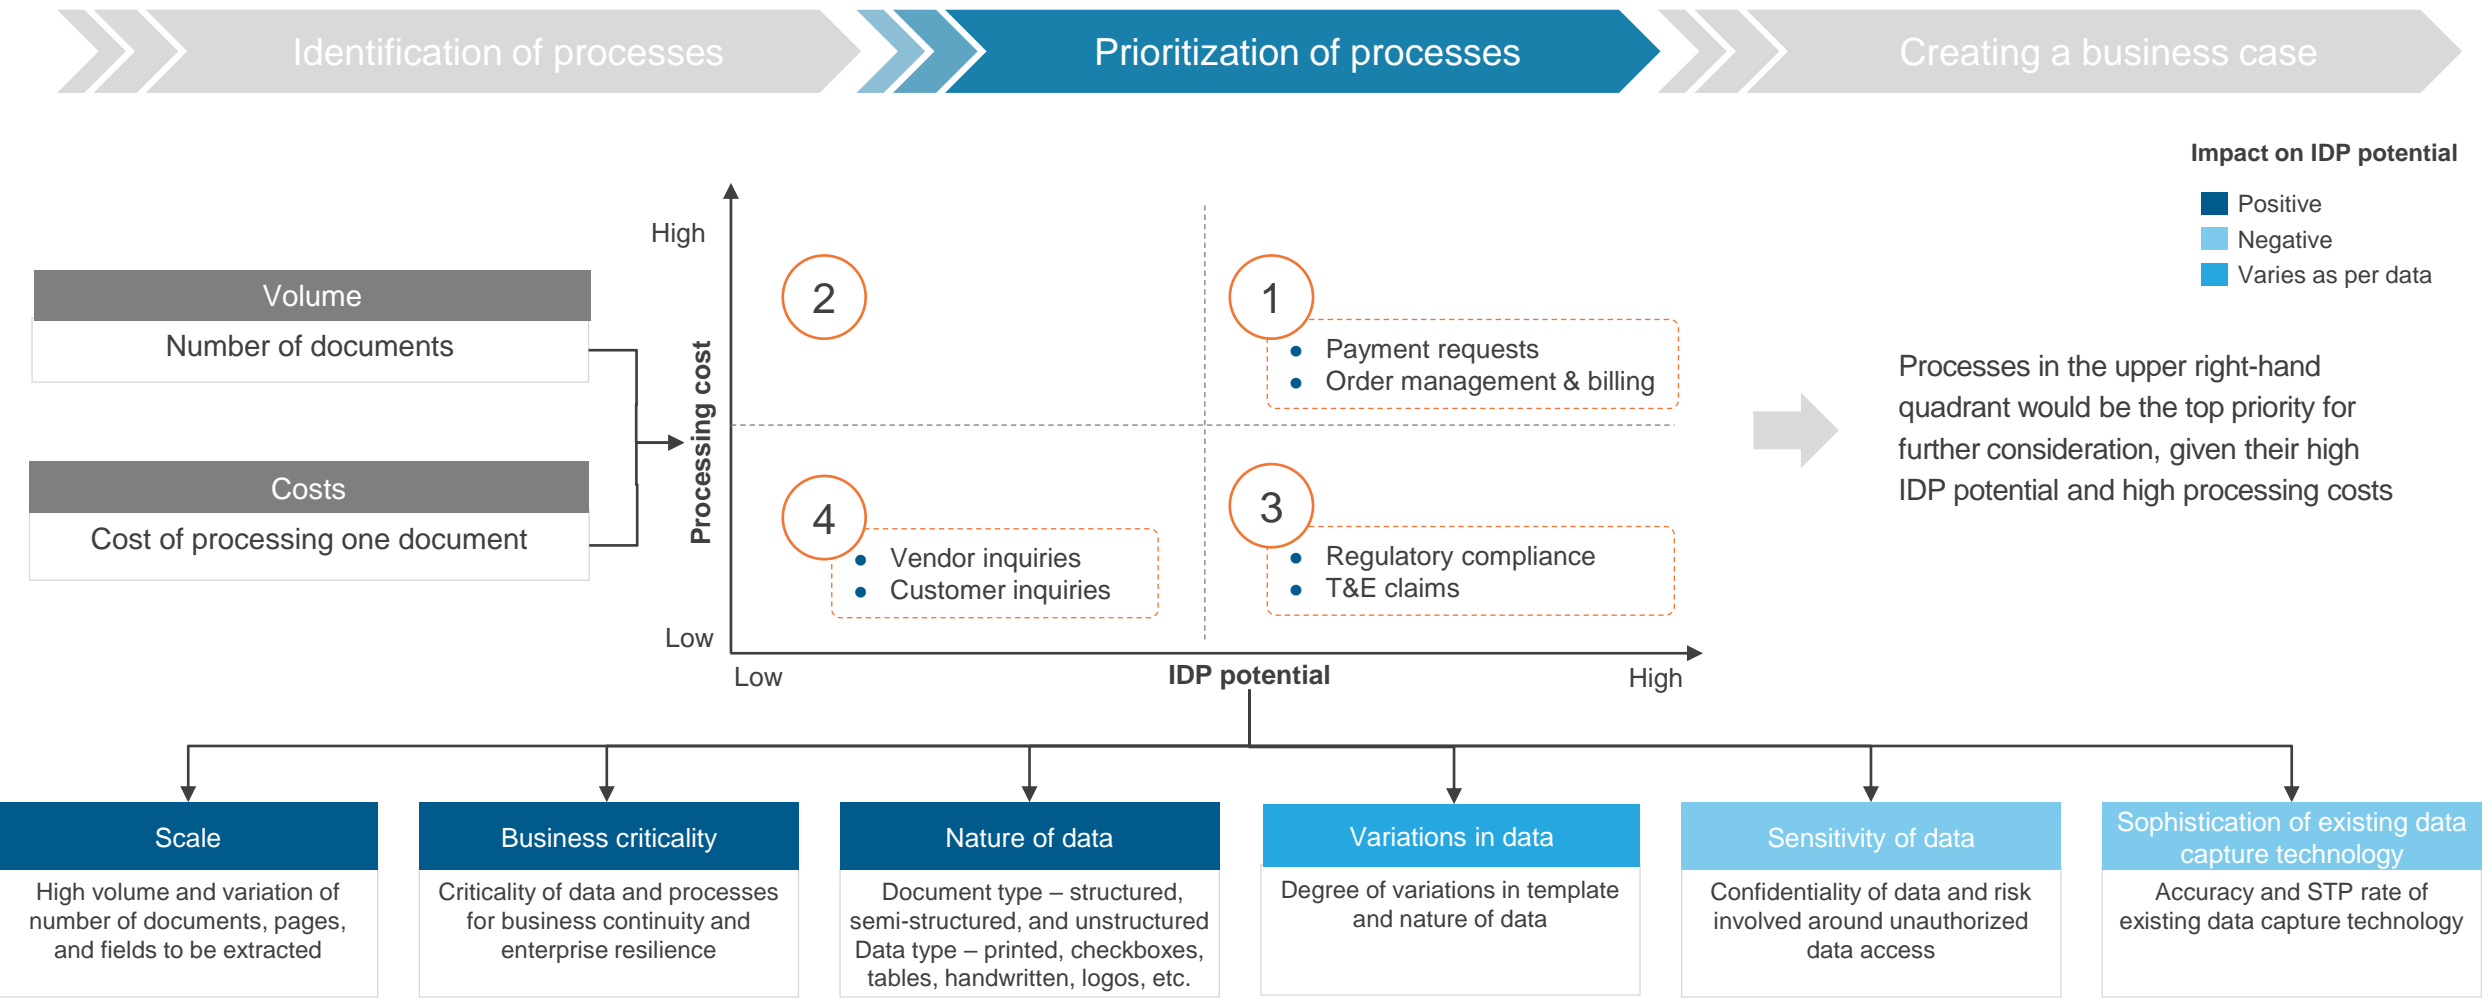 Identification of processes
Prioritization of processes
Creating a business case
Impact on IDP potential
Positive
Negative
Varies as per data
Volume
Number of documents
Costs
Cost of processing one document
Processing cost
High
Low
2
1
Payment requests
Order management & billing
4
Vendor inquiries
Customer inquiries
3
Regulatory compliance
T&E claims
Low
IDP potential
High
Processes in the upper right-hand
quadrant would be the top priority for
further consideration, given their high
IDP potential and high processing costs
Scale
High volume and variation of
number of documents, pages,
and fields to be extracted
Business criticality
Criticality of data and processes
for business continuity and
enterprise resilience
Nature of data
Document type – structured,
semi-structured, and unstructured
Data type – printed, checkboxes,
tables, handwritten, logos, etc.
Variations in data
Degree of variations in template
and nature of data
Sensitivity of data
Confidentiality of data and risk
involved around unauthorized
data access
Sophistication of existing data
capture technology
Accuracy and STP rate of
existing data capture technology